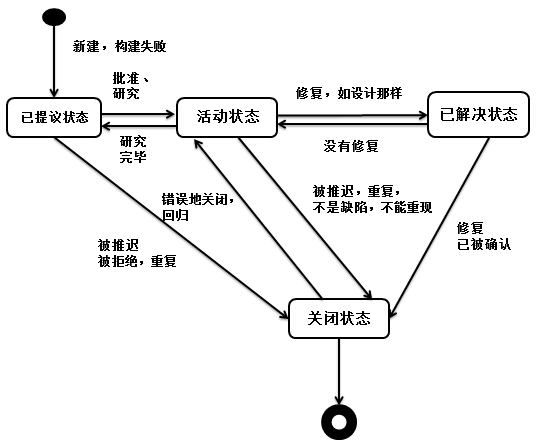 新建，构建失败
批准、
研究
已提议状态
活动状态
修复，如设计那样
已解决状态
研究
完毕
没有修复
错误地关闭，
回归
被推迟，重复，
不是缺陷，不能重现
修复
已被确认
被推迟
被拒绝，重复
关闭状态